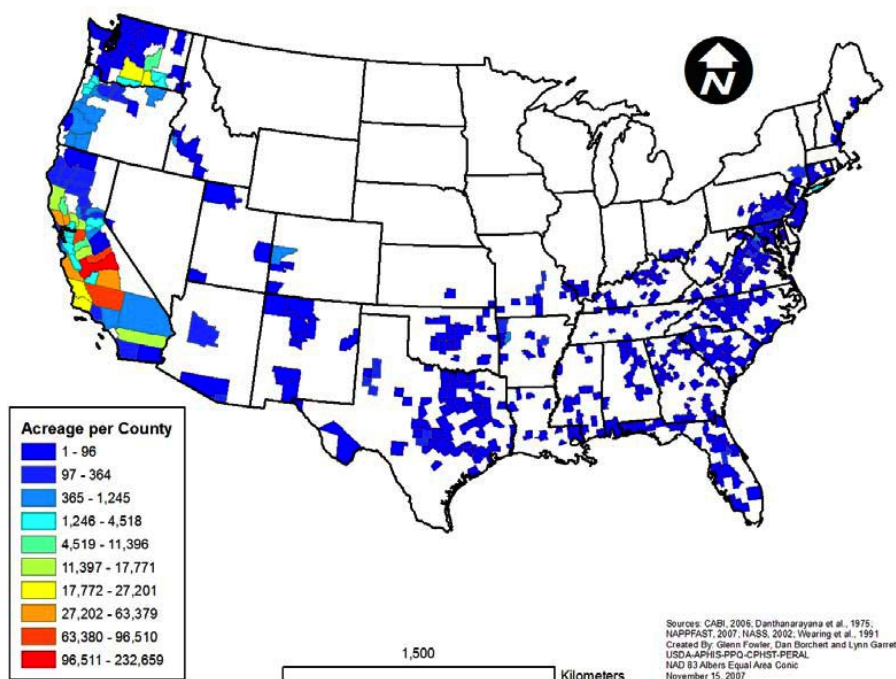 N
Acreage per County
1 - 96
97 - 364
365 - 1,245
1,246 - 4,518
4,519 - 11,396
11,397 - 17,771
17,772 - 27,201
27,202 - 63,379
63,380 - 96,510
96,511 - 232,659
1,500
Kilometers
Sources: CABI, 2006; Danthanarayana et al., 1975;
NAPPFAST, 2007; NASS, 2002; Wearing et al., 1991
Created By: Glenn Fowler, Dan Borchert and Lynn Garret
USDA-APHIS-PPQ-CPHST-PERAL
NAD 83 Albers Equal Area Conic
November 15, 2007